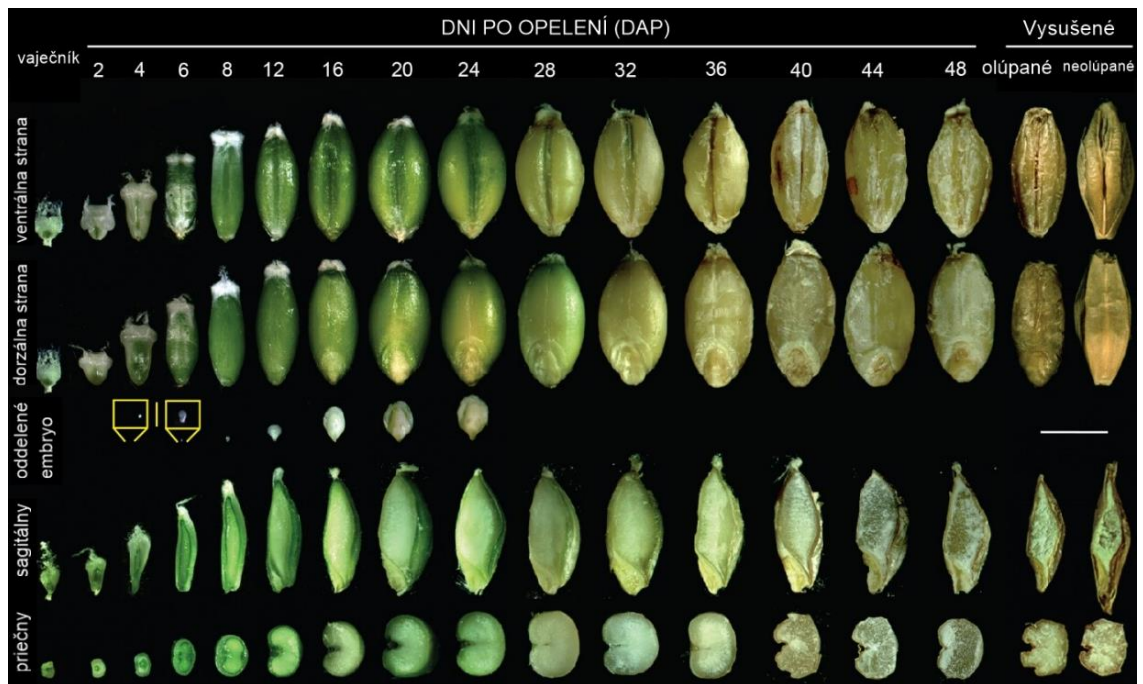 DNI PO OPELENÍ (DAP)
Vysušené
vaječník
2 4 6 8 12 16 20 24 28 32 36 40 44 48
olúpané
neolúpané
ventrálna strana
dorzálna strana
oddelené
embryo
sagitálny
priečny